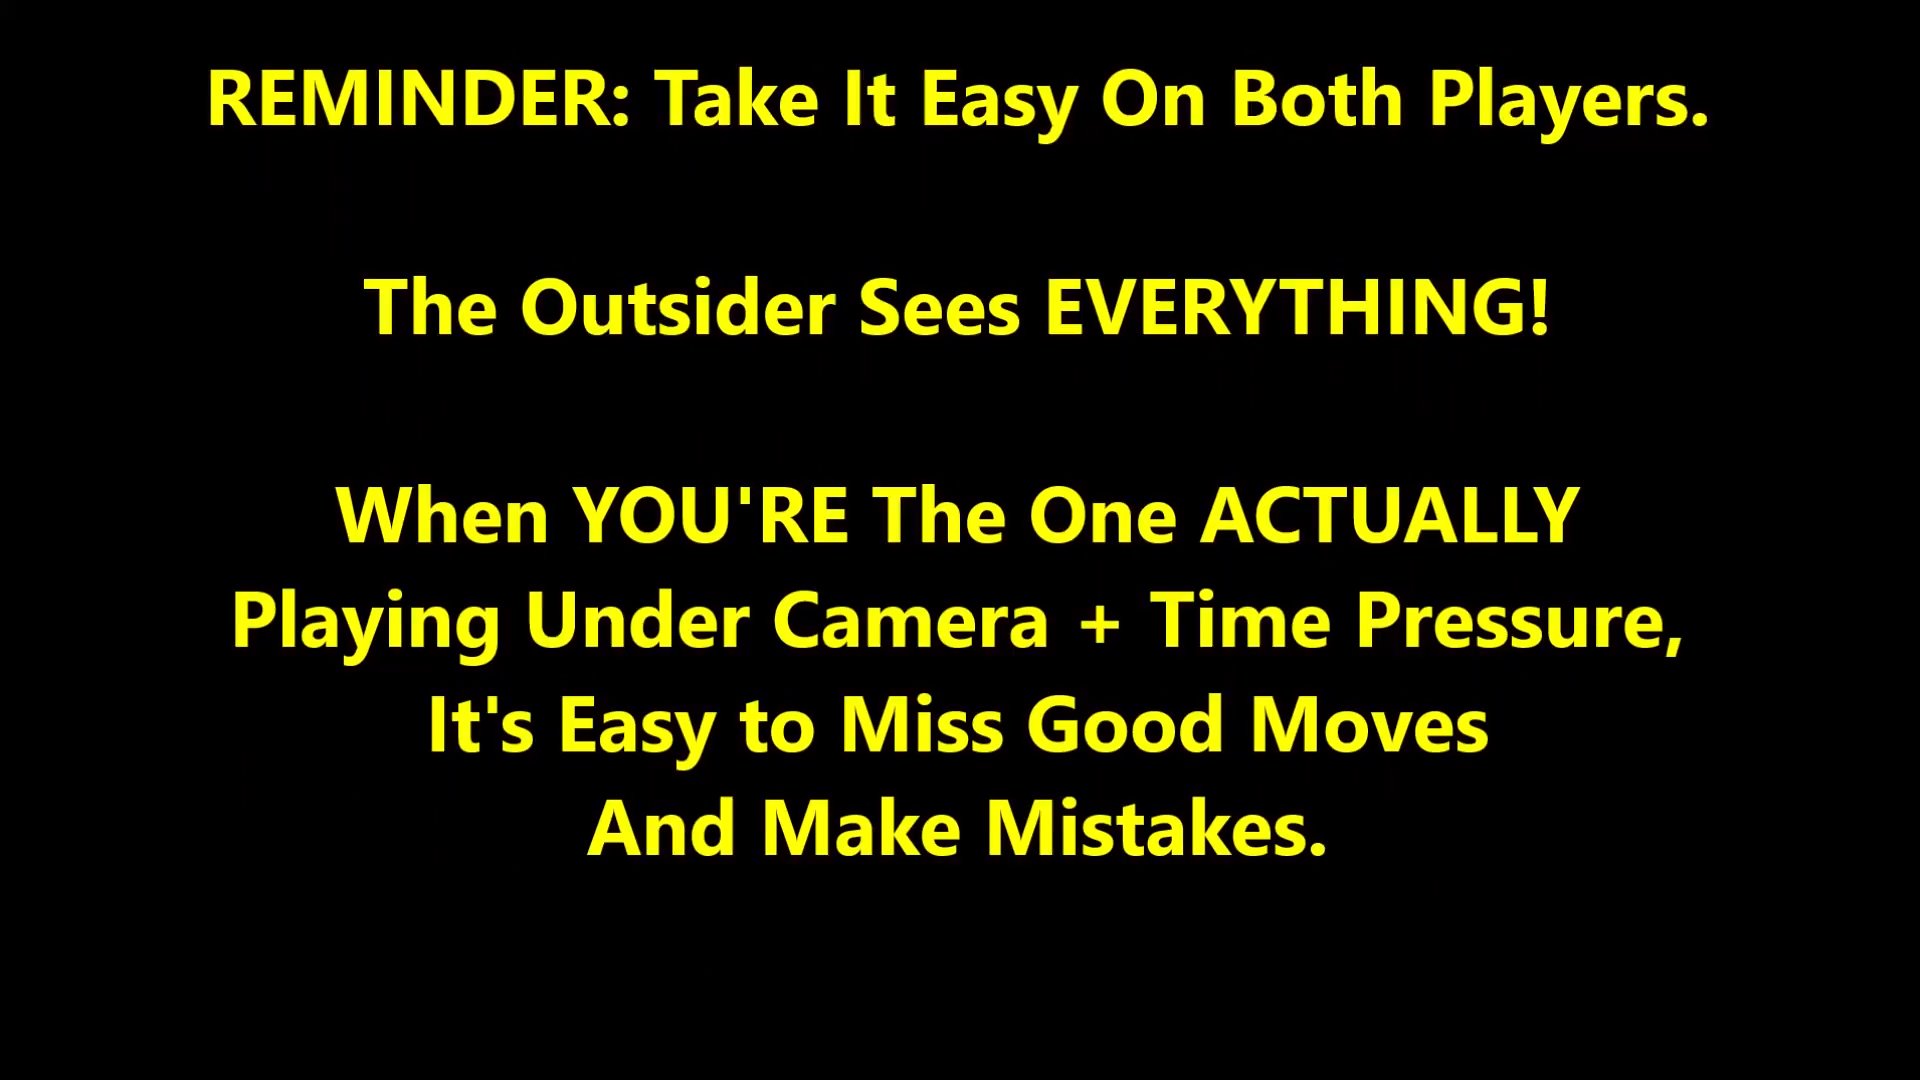 REMINDER: Take It Easy On Both Players.
The Outsider Sees EVERYTHING!
When YOU'RE The One ACTUALLY
Playing Under Camera + Time Pressure,
It's Easy to Miss Good Moves
And Make Mistakes.